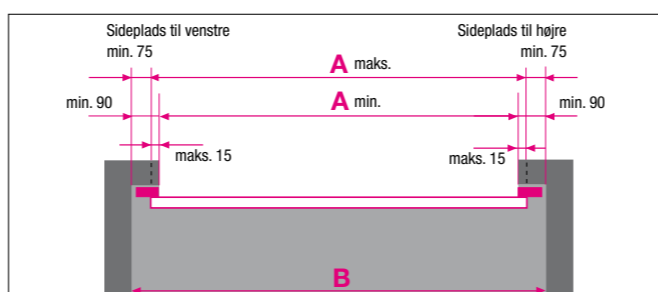 Sideplads til venstre
Sideplads til højre
min. 75
min. 75
A maks.
min. 90
A min.
min. 90
maks. 15
maks. 15
B